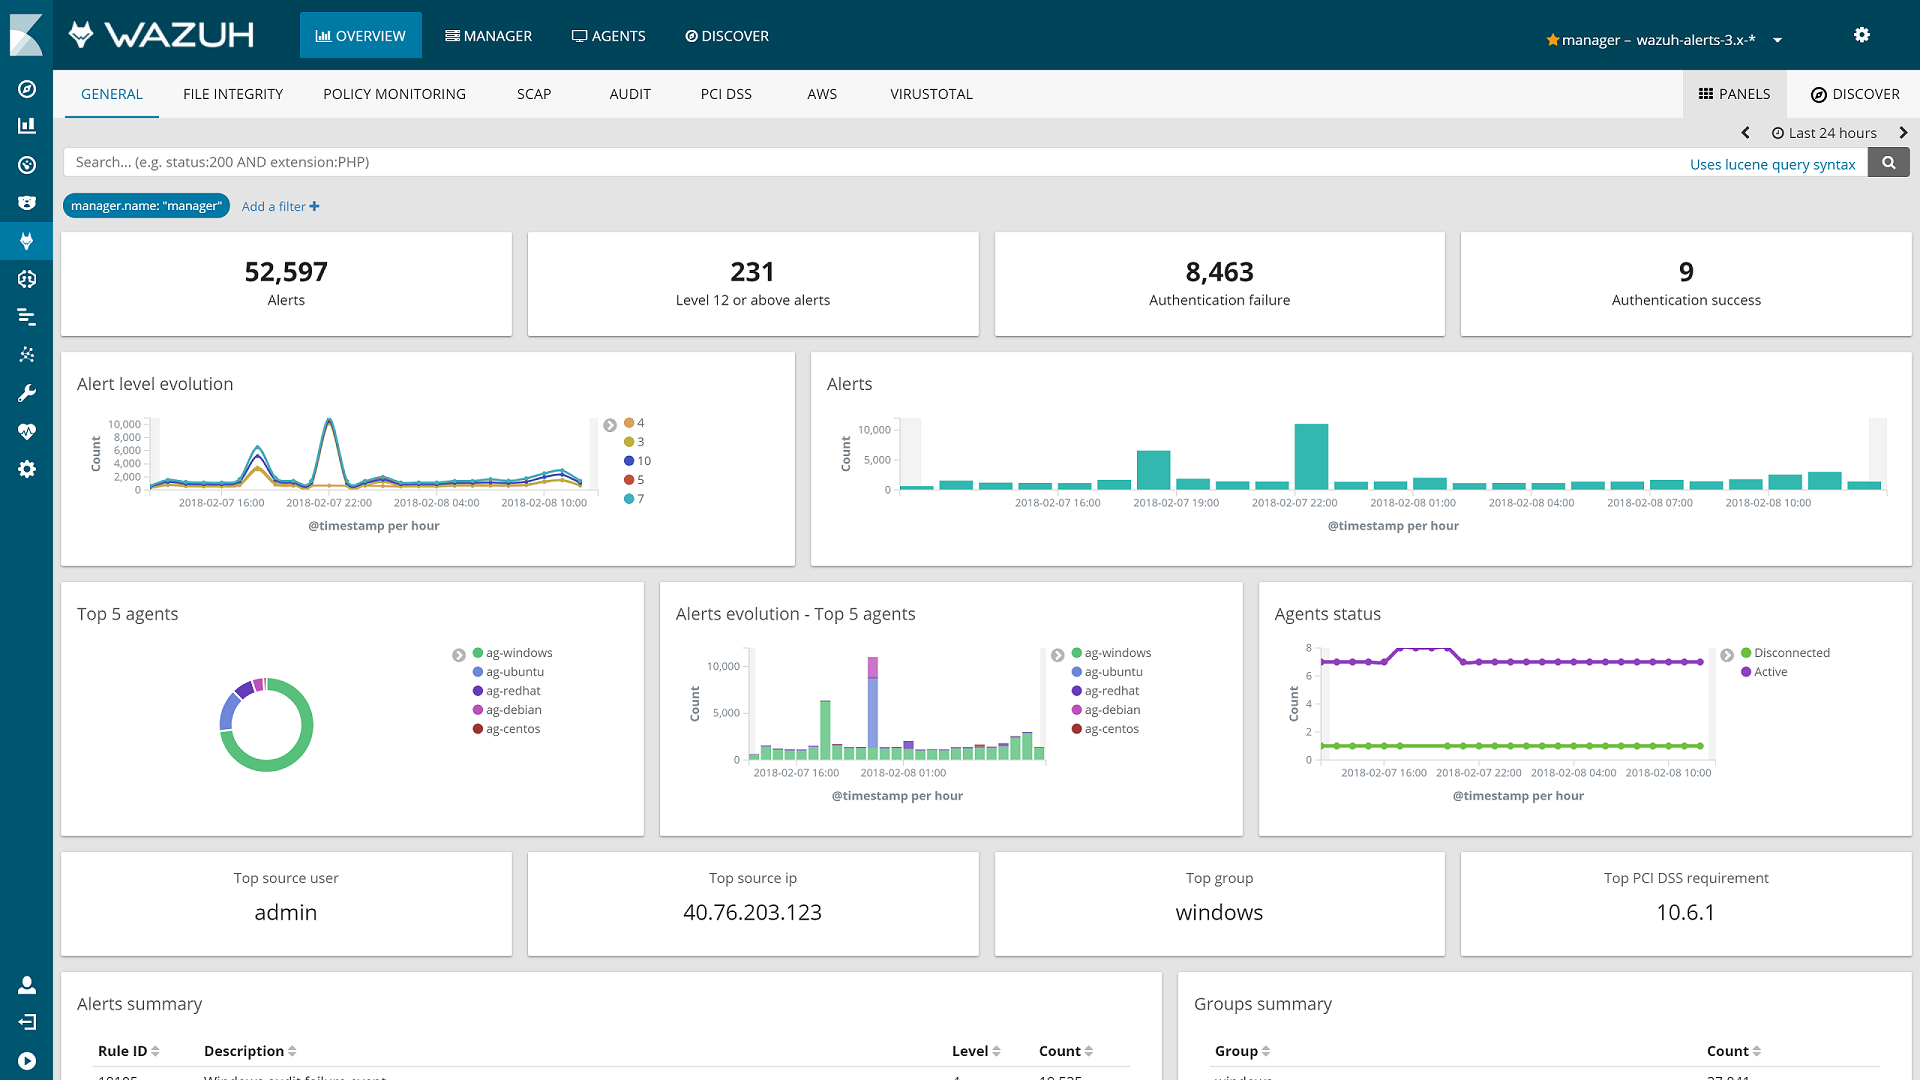 WAZUH
OVERVIEW
MANAGER
AGENTS
DISCOVER
manager – wazuh-alerts-3.x-*
GENERAL
FILE INTEGRITY
POLICY MONITORING
SCAP
AUDIT
PCI DSS
AWS
VIRUSTOTAL
PANELS
DISCOVER
Last 24 hours
Search... (e.g. status:200 AND extension:PHP)
Uses lucene query syntax
manager.name: "manager"
Add a filter +
52,597
Alerts
231
Level 12 or above alerts
8,463
Authentication failure
9
Authentication success
Alert level evolution
Count
10,000
8,000
6,000
4,000
2,000
0
2018-02-07 16:00
2018-02-07 22:00
2018-02-08 04:00
2018-02-08 10:00
@timestamp per hour
4
3
10
5
7
Alerts
Count
10,000
5,000
0
2018-02-07 16:00
2018-02-07 19:00
2018-02-07 22:00
2018-02-08 01:00
2018-02-08 04:00
2018-02-08 07:00
2018-02-08 10:00
@timestamp per hour
Top 5 agents
ag-windows
ag-ubuntu
ag-redhat
ag-debian
ag-centos
Alerts evolution - Top 5 agents
Count
10,000
5,000
0
2018-02-07 16:00
2018-02-08 01:00
@timestamp per hour
ag-windows
ag-ubuntu
ag-redhat
ag-debian
ag-centos
Agents status
Count
8
6
4
2
0
2018-02-07 16:00
2018-02-07 22:00
2018-02-08 04:00
2018-02-08 10:00
@timestamp per hour
Disconnected
Active
Top source user
admin
Top source ip
40.76.203.123
Top group
windows
Top PCI DSS requirement
10.6.1
Alerts summary
Rule ID
Description
Level
Count
Groups summary
Group
Count